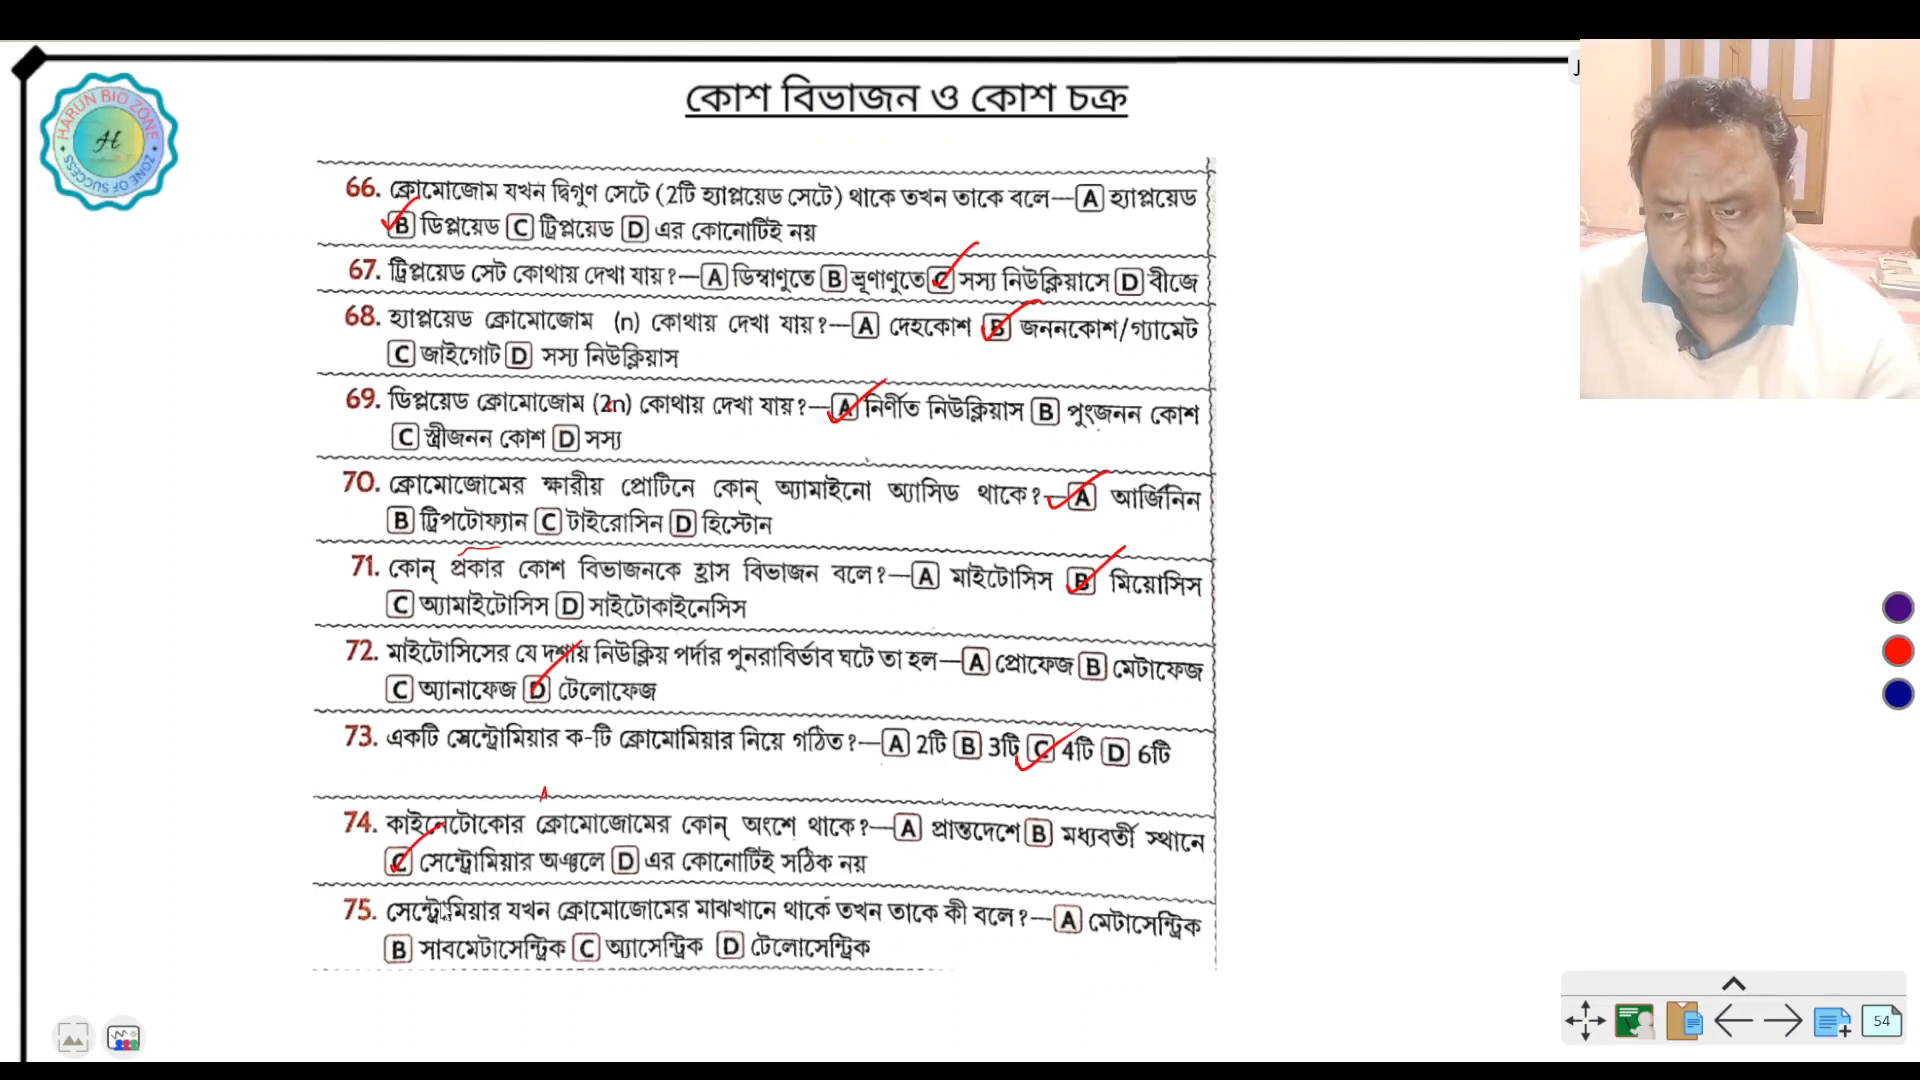 কোশ বিভাজন ও কোশ চক্র
HARUN BIO ZONE
H
ZONE OF SUCCESS
J
66. ক্রোমোজোম যখন দ্বিগুণ সেটে (2টি হ্যাপ্লয়েড সেটে) থাকে তখন তাকে বলে—A হ্যাপ্লয়েড
B ডিপ্লয়েড C ট্রিপ্লয়েড D এর কোনোটিই নয়
67. ট্রিপ্লয়েড সেট কোথায় দেখা যায়?—A ডিম্বাণুতে B ভ্রূণাণুতে C সস্য নিউক্লিয়াসে D বীজে
68. হ্যাপ্লয়েড ক্রোমোজোম (n) কোথায় দেখা যায়?—A দেহকোশ B জননকোশ/গ্যামেট
C জাইগোট D সস্য নিউক্লিয়াস
69. ডিপ্লয়েড ক্রোমোজোম (2n) কোথায় দেখা যায়?—A নির্ণীত নিউক্লিয়াস B পুংজনন কোশ
C স্ত্রীজনন কোশ D সস্য
70. ক্রোমোজোমের ক্ষারীয় প্রোটিনে কোন্ অ্যামাইনো অ্যাসিড থাকে?—A আর্জিনিন
B ট্রিপটোফ্যান C টাইরোসিন D হিস্টোন
71. কোন্ প্রকার কোশ বিভাজনকে হ্রাস বিভাজন বলে?—A মাইটোসিস B মিয়োসিস
C অ্যামাইটোসিস D সাইটোকাইনেসিস
72. মাইটোসিসের যে দশায় নিউক্লিয় পর্দার পুনরাবির্ভাব ঘটে তা হল—A প্রোফেজ B মেটাফেজ
C অ্যানাফেজ D টেলোফেজ
73. একটি সেন্ট্রোমিয়ার ক-টি ক্রোমোমিয়ার নিয়ে গঠিত?—A 2টি B 3টি C 4টি D 6টি
74. কাইনেটোকোর ক্রোমোজোমের কোন্ অংশে থাকে?—A প্রান্তদেশে B মধ্যবর্তী স্থানে
C সেন্ট্রোমিয়ার অঞ্চলে D এর কোনোটিই সঠিক নয়
75. সেন্ট্রোমিয়ার যখন ক্রোমোজোমের মাঝখানে থাকে তখন তাকে কী বলে?—A মেটাসেন্ট্রিক
B সাবমেটাসেন্ট্রিক C অ্যাসেন্ট্রিক D টেলোসেন্ট্রিক
54